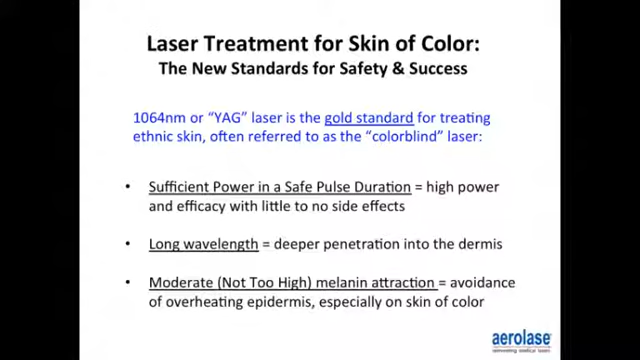 Laser Treatment for Skin of Color:
The New Standards for Safety & Success
1064nm or "YAG" laser is the gold standard for treating
ethnic skin, often referred to as the "colorblind" laser:
• Sufficient Power in a Safe Pulse Duration = high power
and efficacy with little to no side effects
• Long wavelength = deeper penetration into the dermis
• Moderate (Not Too High) melanin attraction = avoidance
of overheating epidermis, especially on skin of color
aerolase®
reinventing medical lasers